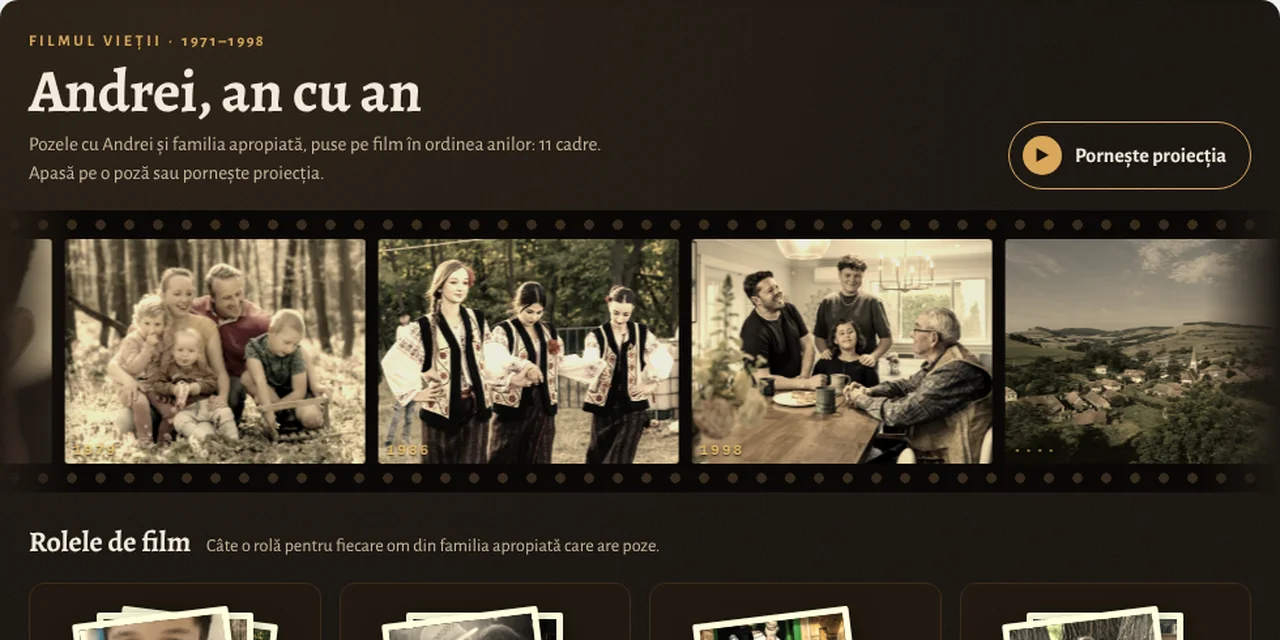 FILMUL VIEȚII · 1971–1998
Andrei, an cu an
Pozele cu Andrei și familia apropiată, puse pe film în ordinea anilor: 11 cadre.
Apasă pe o poză sau pornește proiecția.
Pornește proiecția
1986
1998
Rolele de film
Câte o rolă pentru fiecare om din familia apropiată care are poze.